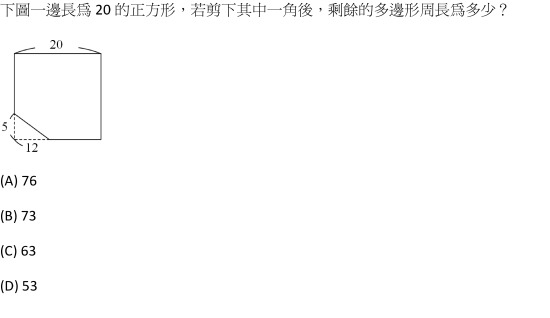 下圖一邊長爲 20 的正方形，若剪下其中一角後，剩餘的多邊形周長爲多少？
20
5
12
(A) 76
(B) 73
(C) 63
(D) 53